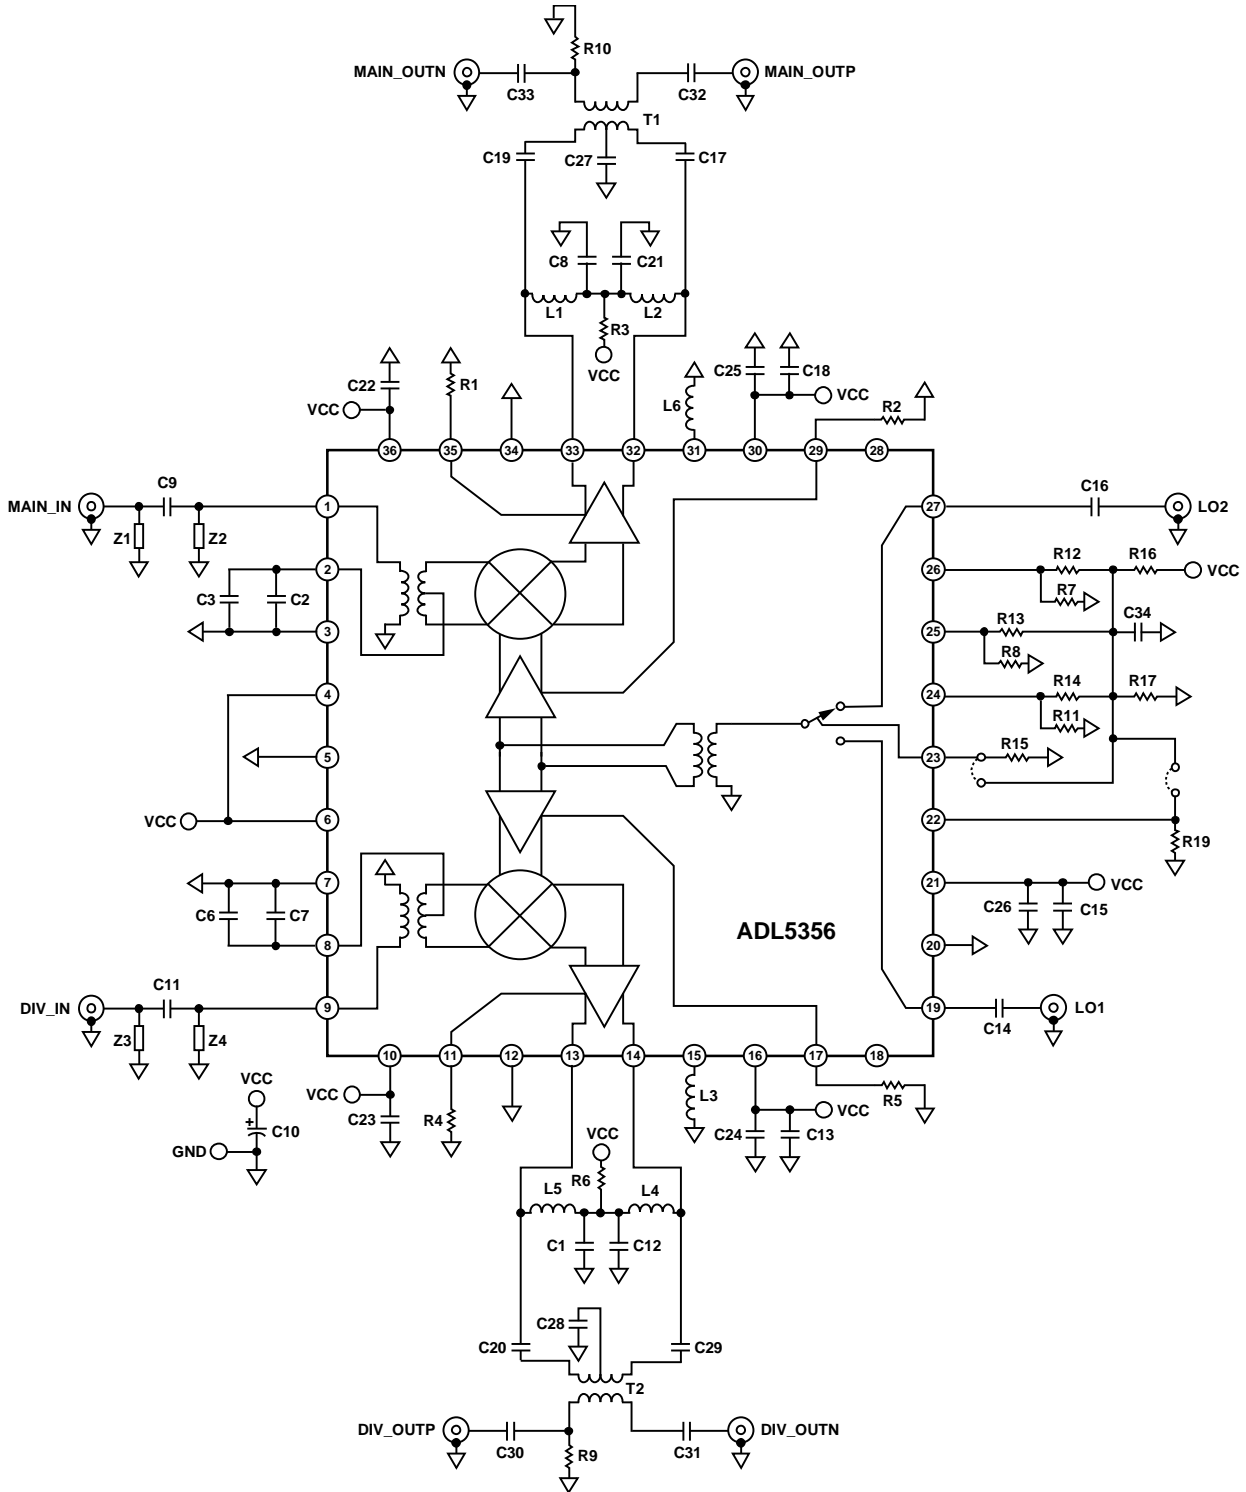 R10
MAIN_OUTN
MAIN_OUTP
C33
C32
T1
C19
C27
C17
C8
C21
L1
L2
R3
VCC
C22
R1
C25
C18
L6
VCC
VCC
R2
36
35
34
33
32
31
30
29
28
C9
MAIN_IN
Z1
Z2
1
27
C16
LO2
2
26
R12
R16
VCC
C3
C2
R7
3
25
R13
C34
R8
4
24
R14
R17
R11
5
23
R15
VCC
6
22
R19
7
21
VCC
C6
C7
C26
C15
8
ADL5356
20
C11
DIV_IN
9
19
LO1
Z3
Z4
C14
10
11
12
13
14
15
16
17
18
VCC
VCC
C23
R4
L3
VCC
R5
C24
C13
+
C10
GND
VCC
R6
L5
L4
C1
C12
C28
C20
C29
T2
DIV_OUTP
DIV_OUTN
C30
R9
C31